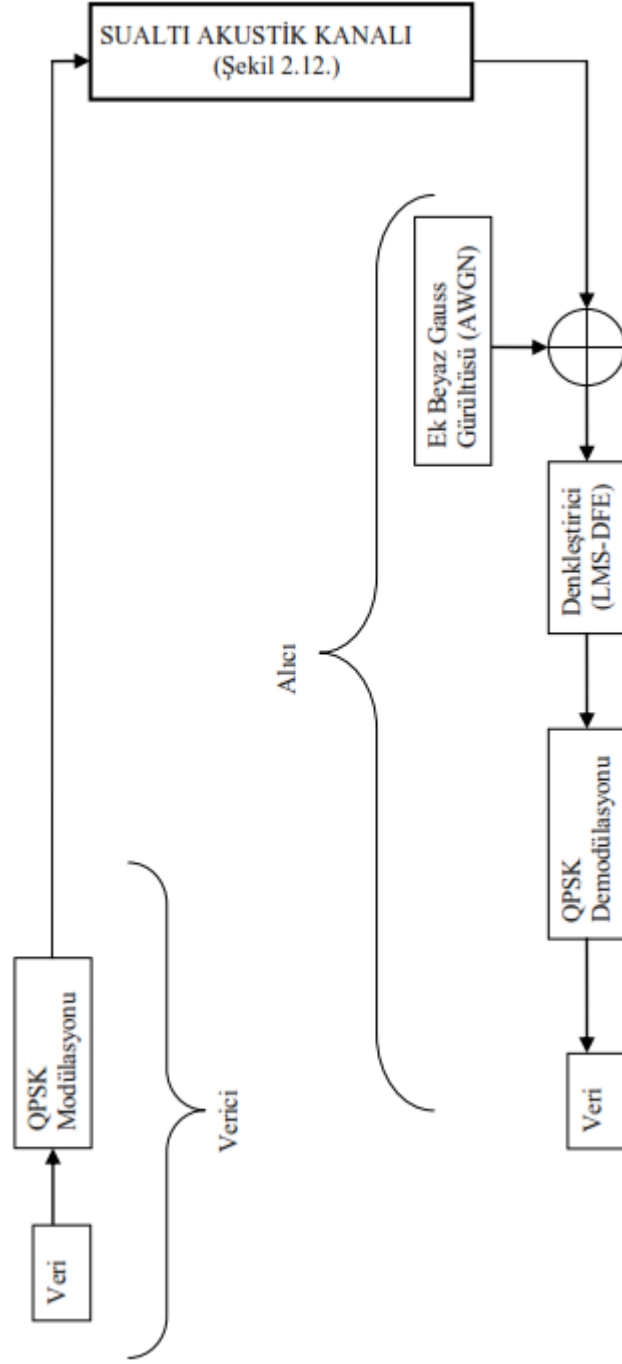 Veri
QPSK
Modülasyonu
Verici
SUALTI AKUSTİK KANALI
(Şekil 2.12.)
Alıcı
Ek Beyaz Gauss
Gürültüsü (AWGN)
Denkleştirici
(LMS-DFE)
QPSK
Demodülasyonu
Veri